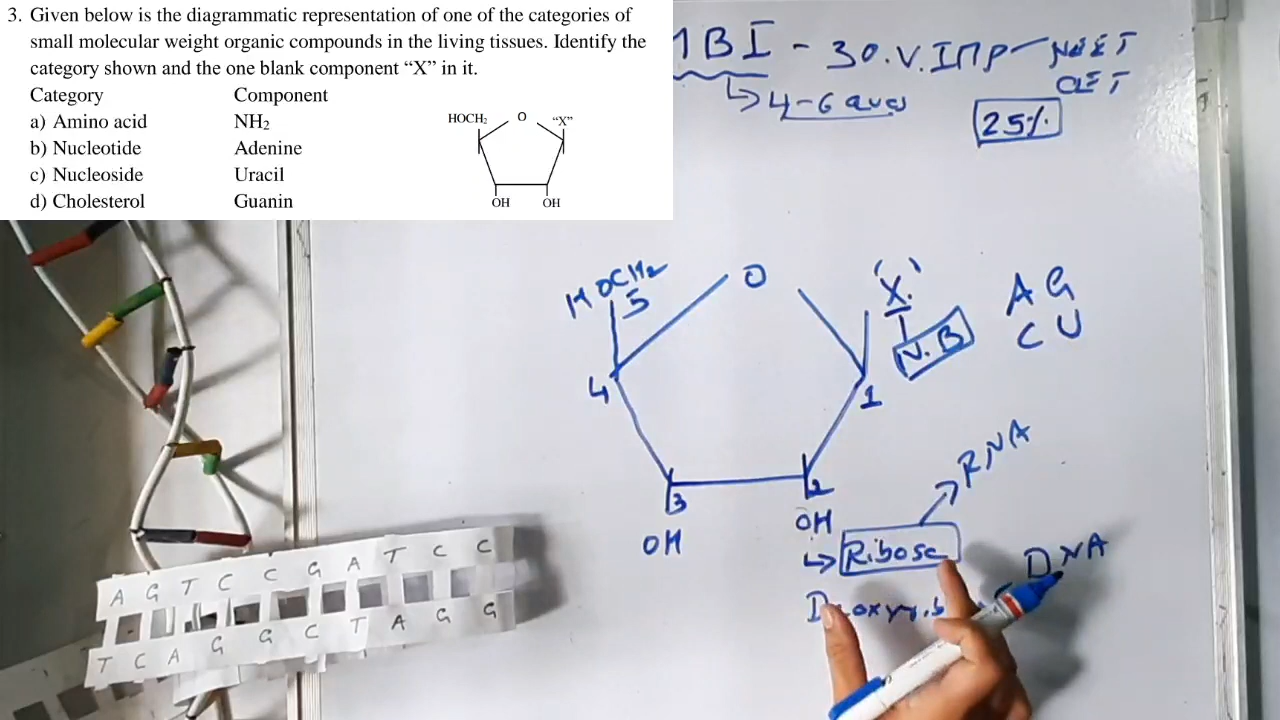 3. Given below is the diagrammatic representation of one of the categories of
small molecular weight organic compounds in the living tissues. Identify the
category shown and the one blank component “X” in it.
Category Component
a) Amino acid NH2
b) Nucleotide Adenine
c) Nucleoside Uracil
d) Cholesterol Guanin
HOCH2 O “X”
OH OH
MBI - 30.V.Imp - NEET
CET
4-6 Ques
25%
HOCH2 O 'X'
5
N.B
A G
C U
4 1
3 2
OH OH
Ribose RNA
DNA
A G T C C G A T C C
T C A G G C T A G G